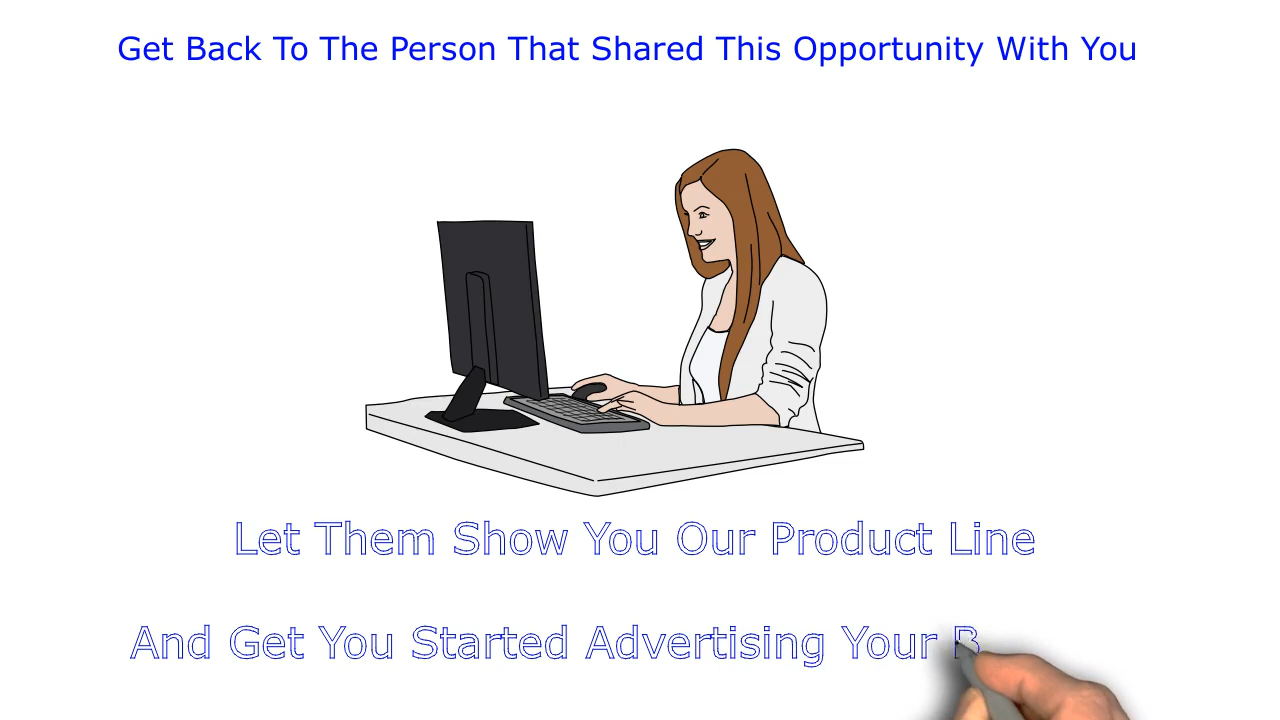 Get Back To The Person That Shared This Opportunity With You
Let Them Show You Our Product Line
And Get You Started Advertising Your B